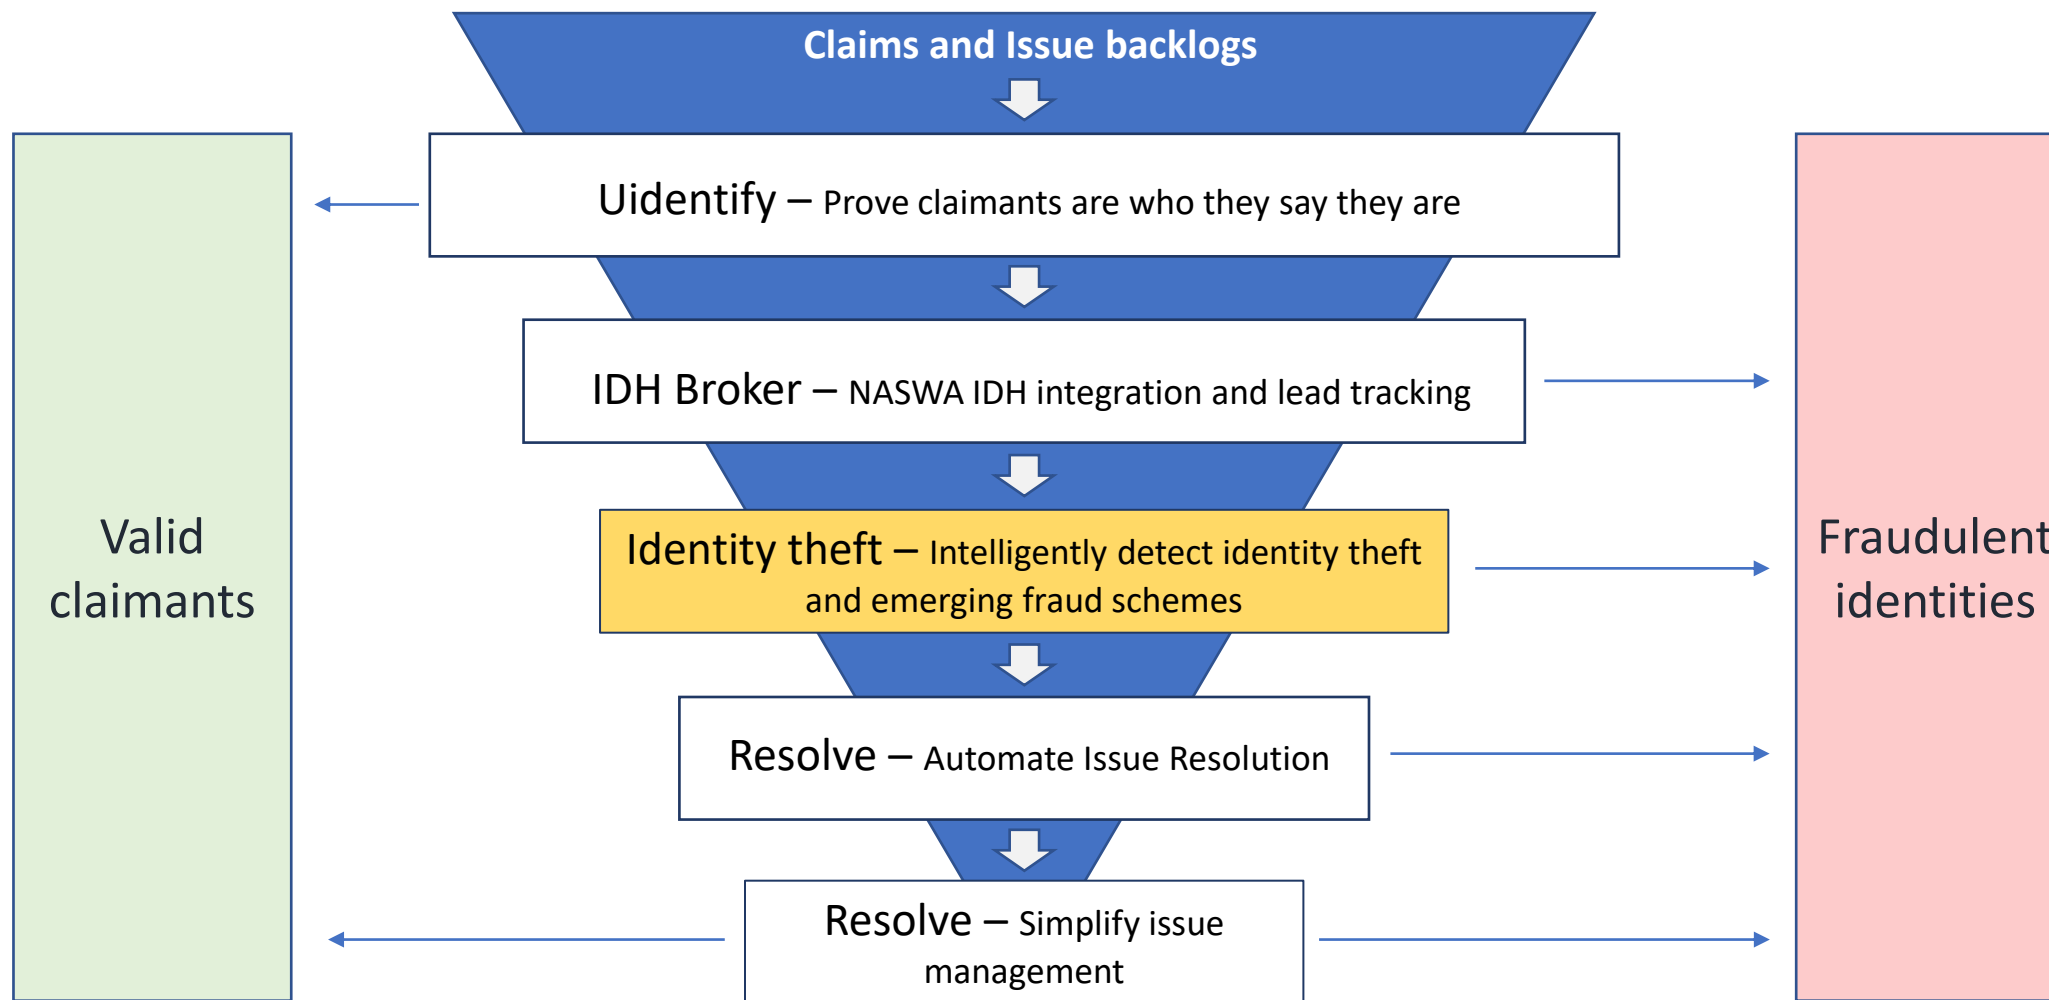 Claims and Issue backlogs
Uidentify – Prove claimants are who they say they are
IDH Broker – NASWA IDH integration and lead tracking
Identity theft – Intelligently detect identity theft
and emerging fraud schemes
Resolve – Automate Issue Resolution
Resolve – Simplify issue
management
Valid
claimants
Fraudulent
identities